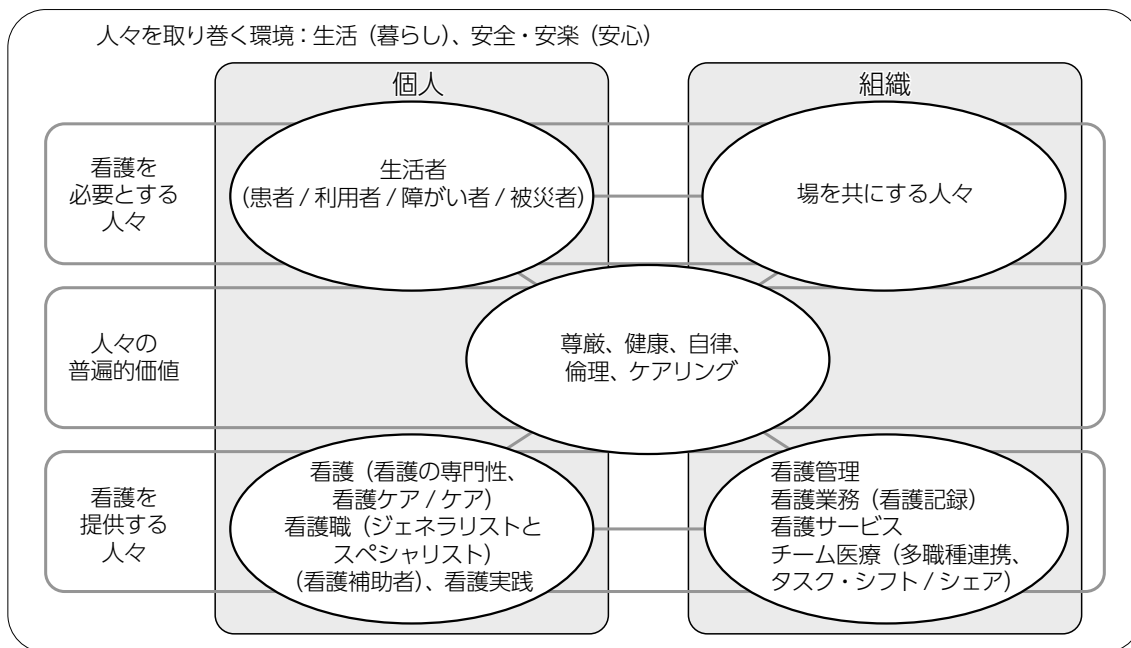 人々を取り巻く環境：生活（暮らし）、安全・安楽（安心）
個人
組織
看護を
必要とする
人々
生活者
（患者 / 利用者 / 障がい者 / 被災者）
場を共にする人々
人々の
普遍的価値
尊厳、健康、自律、
倫理、ケアリング
看護を
提供する
人々
看護（看護の専門性、
看護ケア / ケア）
看護職（ジェネラリストと
スペシャリスト）
（看護補助者）、看護実践
看護管理
看護業務（看護記録）
看護サービス
チーム医療（多職種連携、
タスク・シフト / シェア）